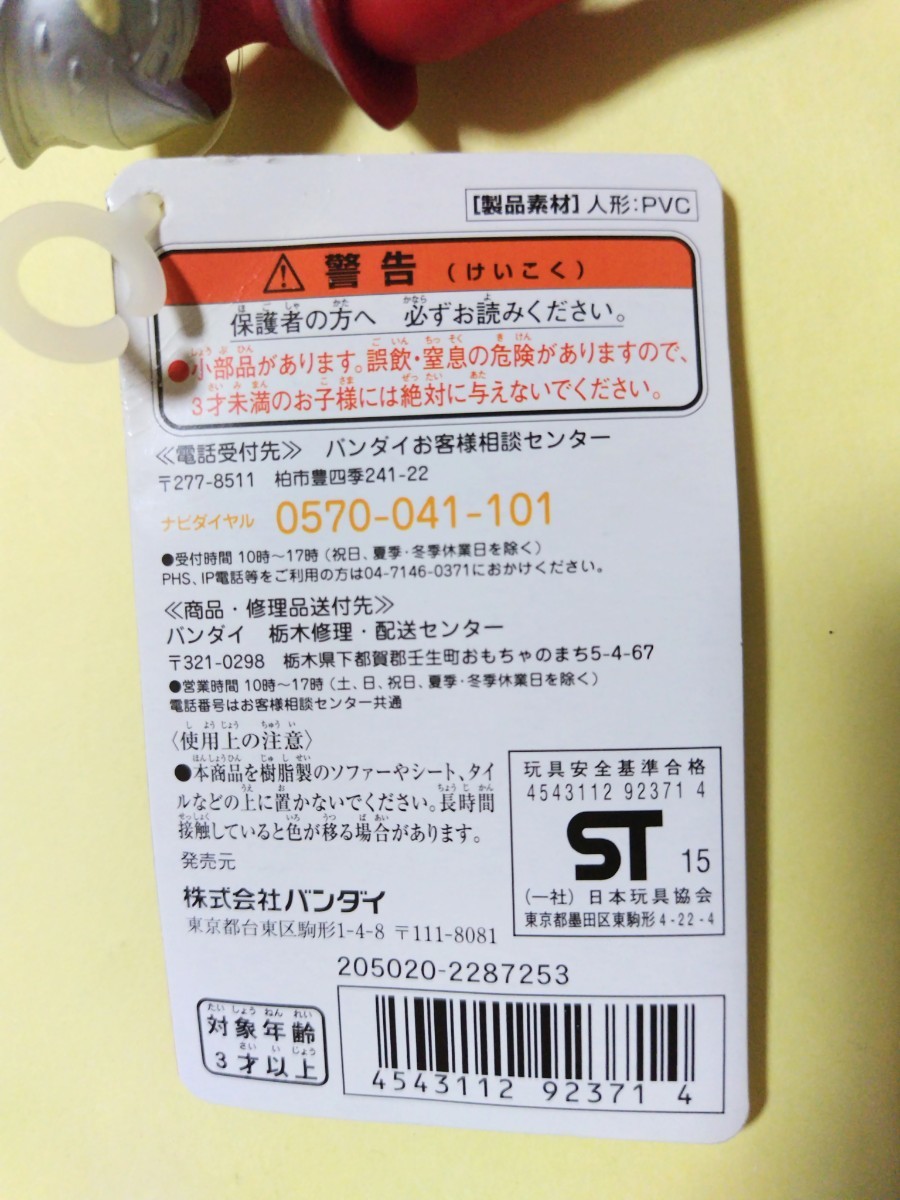 [製品素材] 人形:PVC
警告 (けいこく)
保護者の方へ 必ずお読みください。
●小部品があります。誤飲・窒息の危険がありますので、
3才未満のお子様には絶対に与えないでください。
≪電話受付先≫ バンダイお客様相談センター
〒277-8511 柏市豊四季241-22
ナビダイヤル 0570-041-101
●受付時間 10時～17時(祝日、夏季・冬季休業日を除く)
PHS、IP電話等をご利用の方は04-7146-0371におかけください。
≪商品・修理品送付先≫
バンダイ 栃木修理・配送センター
〒321-0298 栃木県下都賀郡壬生町おもちゃのまち5-4-67
●営業時間 10時～17時(土、日、祝日、夏季・冬季休業日を除く)
電話番号はお客様相談センター共通
〈使用上の注意〉
●本商品を樹脂製のソファーやシート、タイ
ルなどの上に置かないでください。長時間
接触していると色が移る場合があります。
発売元
株式会社バンダイ
東京都台東区駒形1-4-8 〒111-8081
玩具安全基準合格
4543112 92371 4
ST 15
(一社)日本玩具協会
東京都墨田区東駒形4-22-4
205020-2287253
対象年齢
3才以上
4543112 92371 4